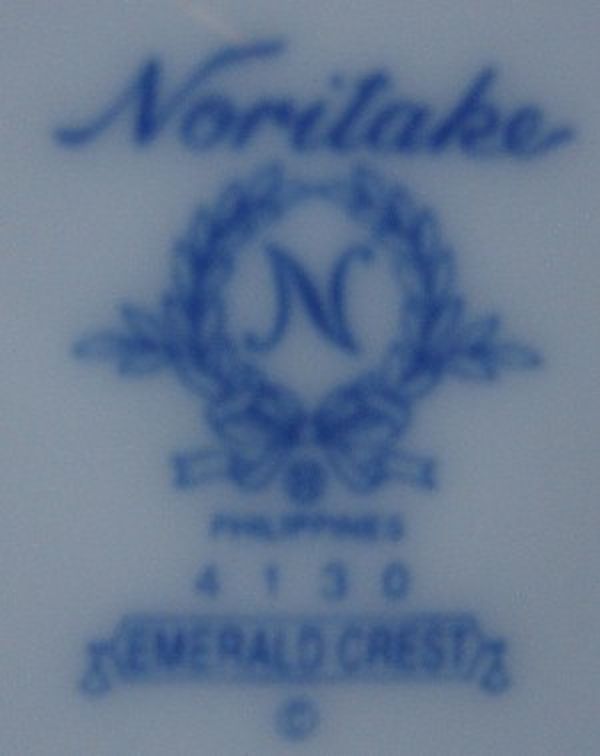 Noritake
N
PHILIPPINES
4130
EMERALD CREST
©